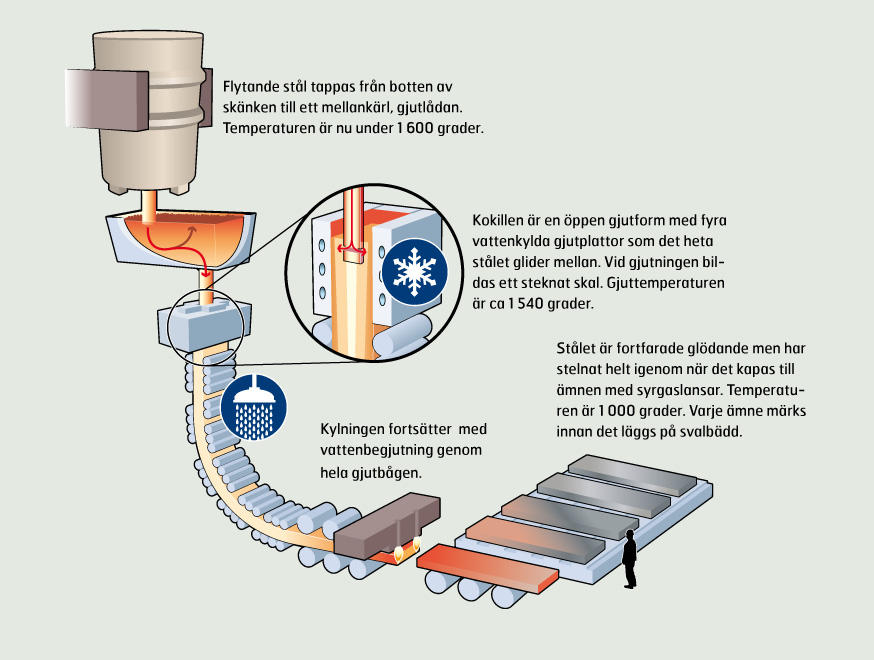 Flytande stål tappas från botten av
skänken till ett mellankärl, gjutlådan.
Temperaturen är nu under 1 600 grader.
Kokillen är en öppen gjutform med fyra
vattenkylda gjutplattor som det heta
stålet glider mellan. Vid gjutningen bil-
das ett steknat skal. Gjuttemperaturen
är ca 1 540 grader.
Stålet är fortfarade glödande men har
stelnat helt igenom när det kapas till
ämnen med syrgaslansar. Temperatu-
ren är 1 000 grader. Varje ämne märks
innan det läggs på svalbädd.
Kylningen fortsätter med
vattenbegjutning genom
hela gjutbågen.